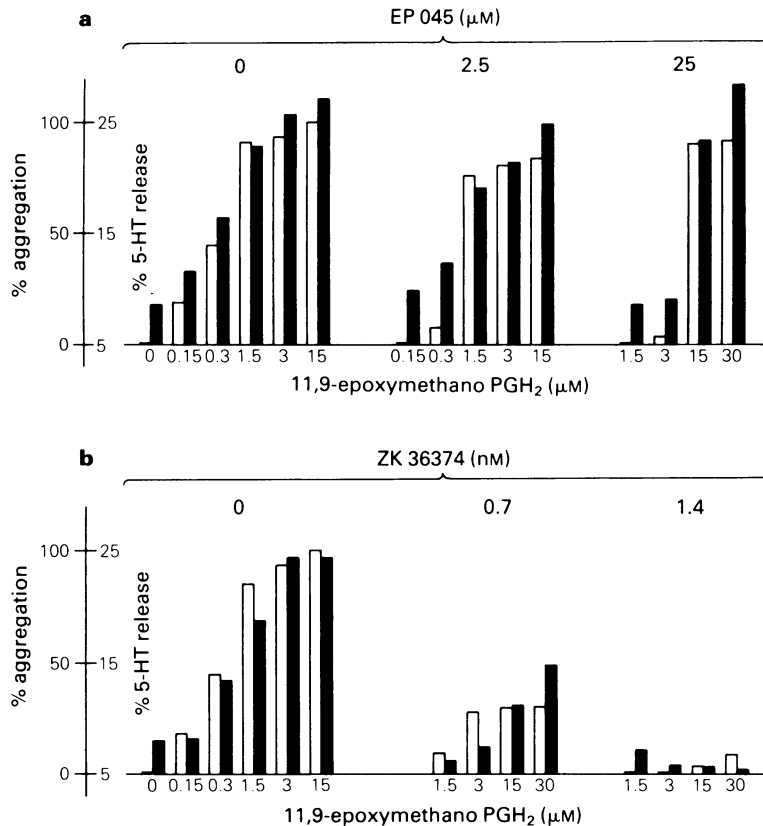 a
EP 045 (µM)
0 2.5 25
100 25
50 15
0 5
% aggregation
% 5-HT release
0 0.15 0.3 1.5 3 15 0.15 0.3 1.5 3 15 1.5 3 15 30
11,9-epoxymethano PGH₂ (µM)
b
ZK 36374 (nM)
0 0.7 1.4
100 25
50 15
0 5
% aggregation
% 5-HT release
0 0.15 0.3 1.5 3 15 1.5 3 15 30 1.5 3 15 30
11,9-epoxymethano PGH₂ (µM)